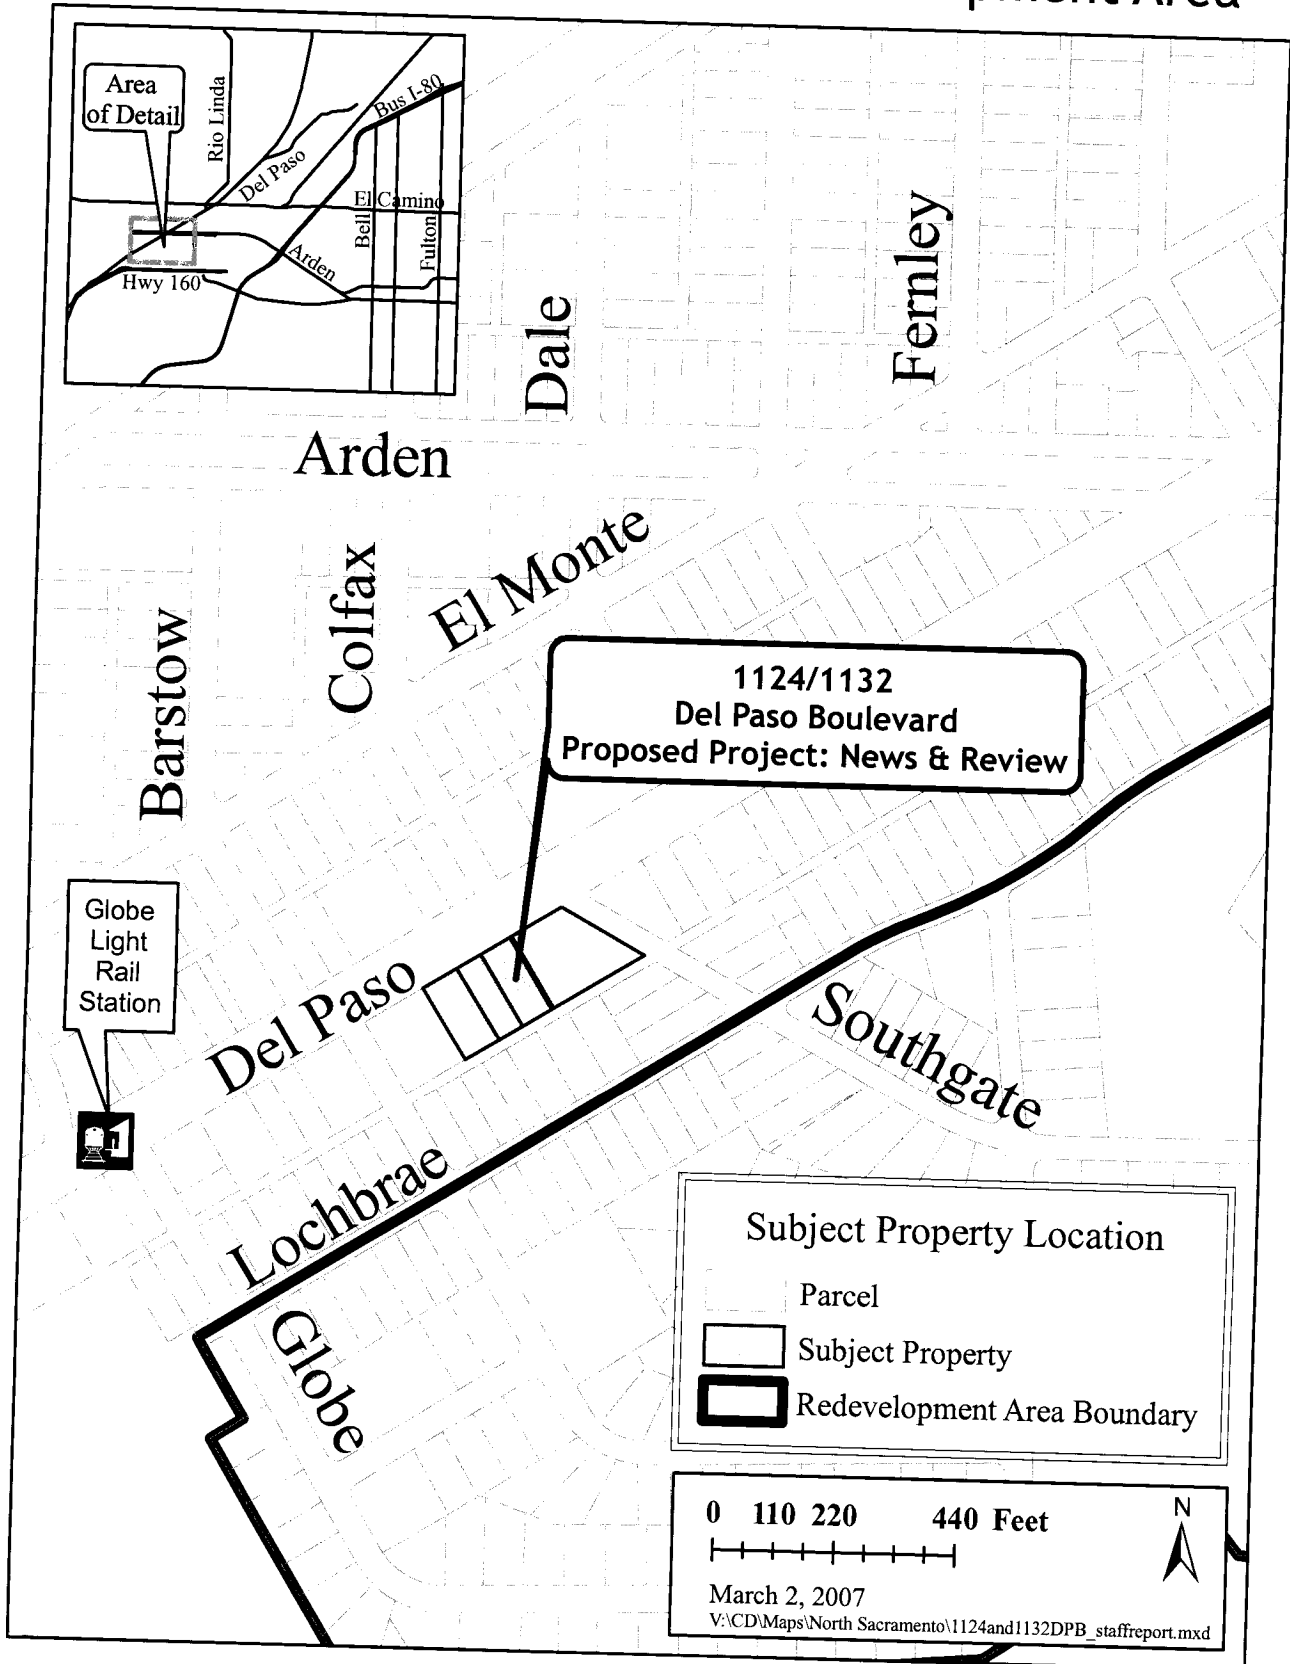 Area
of Detail
Rio Linda
Bus I-80
Del Paso
El Camino
Bell
Fulton
Arden
Hwy 160
Dale
Fernley
Arden
El Monte
Colfax
Barstow
1124/1132
Del Paso Boulevard
Proposed Project: News & Review
Globe
Light
Rail
Station
Del Paso
Southgate
Lochbrae
Globe
Subject Property Location
Parcel
Subject Property
Redevelopment Area Boundary
0 110 220 440 Feet
N
March 2, 2007
V:\CD\Maps\North Sacramento\1124and1132DPB_staffreport.mxd